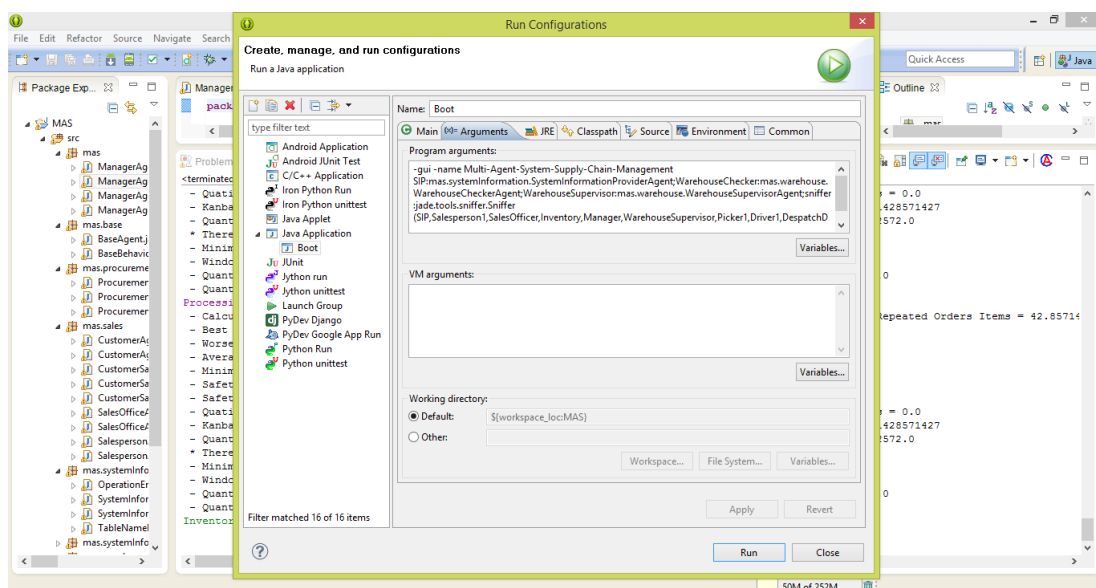 Run Configurations
File Edit Refactor Source Navigate Search
Quick Access
Java
Create, manage, and run configurations
Run a Java application
Package Exp...
MAS
src
mas
ManagerAg
ManagerAg
ManagerAg
ManagerAg
mas.base
BaseAgent.j
BaseBehavic
mas.procureme
Procuremer
Procuremer
Procuremer
mas.sales
CustomerAg
CustomerAg
CustomerSa
CustomerSa
CustomerSa
SalesOfficeA
SalesOfficeA
Salesperson.
Salesperson.
mas.systemInfo
OperationEr
SystemInfor
SystemInfor
TableNameI
mas.systemInfo
Manager
pack
Problem
<terminated
- Quati
- Kanba
- Quant
* There
- Minim
- Windo
- Quant
- Quant
Processi
- Calcu
- Best
- Worse
- Avera
- Minim
- Safet
- Safet
- Quati
- Kanba
- Quant
* There
- Minim
- Windo
- Quant
- Quant
Inventor
type filter text
Android Application
Android JUnit Test
C/C++ Application
Iron Python Run
Iron Python unittest
Java Applet
Java Application
Boot
JUnit
Jython run
Jython unittest
Launch Group
PyDev Django
PyDev Google App Run
Python Run
Python unittest
Filter matched 16 of 16 items
Name: Boot
Main Arguments JRE Classpath Source Environment Common
Program arguments:
-gui -name Multi-Agent-System-Supply-Chain-Management
SIP:mas.systemInformation.SystemInformationProviderAgent;WarehouseChecker:mas.warehouse.
WarehouseCheckerAgent;WarehouseSupervisor:mas.warehouse.WarehouseSupervisorAgent;sniffer
:jade.tools.sniffer.Sniffer
(SIP,Salesperson1,SalesOfficer,Inventory,Manager,WarehouseSupervisor,Picker1,Driver1,DespatchD
Variables...
VM arguments:
Variables...
Working directory:
Default: ${workspace_loc:MAS}
Other:
Workspace... File System... Variables...
Apply Revert
Run Close
Outline
mas
s = 0.0
.428571427
2572.0
0
Repeated Orders Items = 42.85714
s = 0.0
.428571427
2572.0
0
50M of 252M